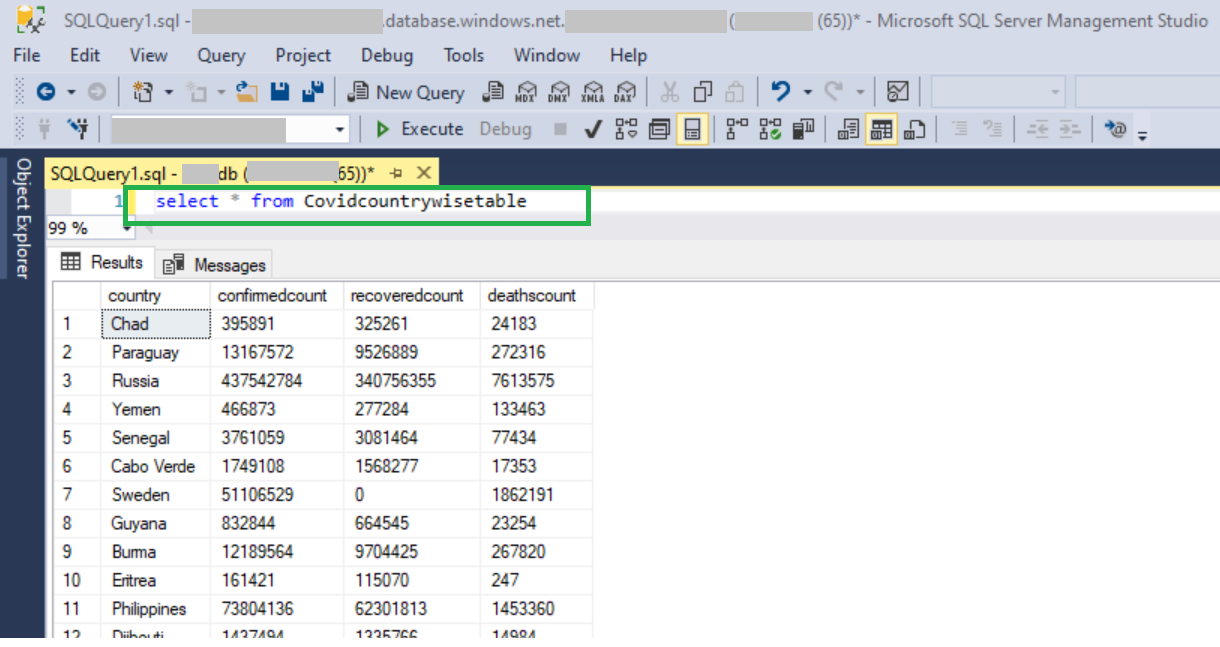 SQLQuery1.sql - .database.windows.net. ( (65))* - Microsoft SQL Server Management Studio
File Edit View Query Project Debug Tools Window Help
New Query MDX DMX XMLA DAX
Execute Debug
Object Explorer
SQLQuery1.sql - db ( 65))*
1 select * from Covidcountrywisetable
99 %
Results Messages
country confirmedcount recoveredcount deathscount
1 Chad 395891 325261 24183
2 Paraguay 13167572 9526889 272316
3 Russia 437542784 340756355 7613575
4 Yemen 466873 277284 133463
5 Senegal 3761059 3081464 77434
6 Cabo Verde 1749108 1568277 17353
7 Sweden 51106529 0 1862191
8 Guyana 832844 664545 23254
9 Burma 12189564 9704425 267820
10 Eritrea 161421 115070 247
11 Philippines 73804136 62301813 1453360
12 Djibouti 1437494 1335766 14984